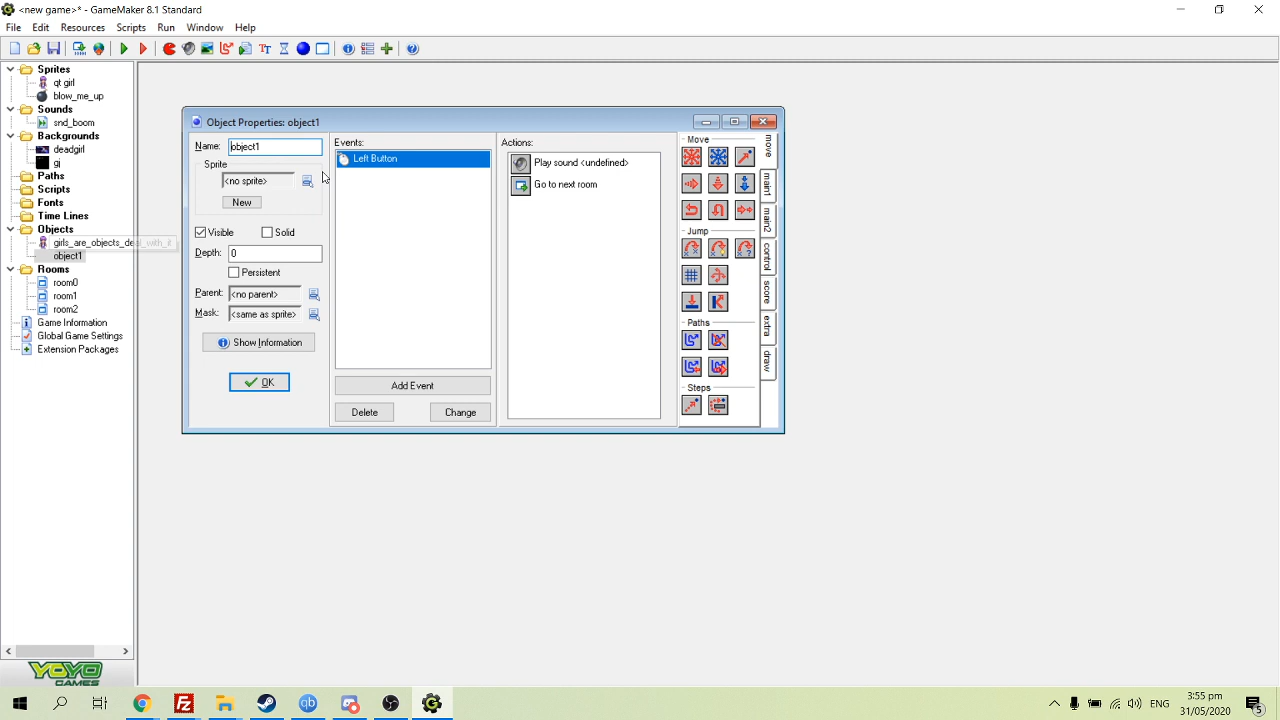 <new game>* - GameMaker 8.1 Standard
File Edit Resources Scripts Run Window Help
Sprites
qt girl
blow_me_up
Sounds
snd_boom
Backgrounds
deadgirl
gj
Paths
Scripts
Fonts
Time Lines
Objects
girls_are_objects_deal_with_it
object1
Rooms
room0
room1
room2
Game Information
Global Game Settings
Extension Packages
YOYO
GAMES
Object Properties: object1
Name: object1
Sprite
<no sprite>
New
Visible Solid
Depth: 0
Persistent
Parent: <no parent>
Mask: <same as sprite>
Show Information
OK
Events:
Left Button
Add Event
Delete Change
Actions:
Play sound <undefined>
Go to next room
Move
Jump
Paths
Steps
move
main1
main2
control
score
extra
draw
3:55 pm
ENG
31/05/2020
5